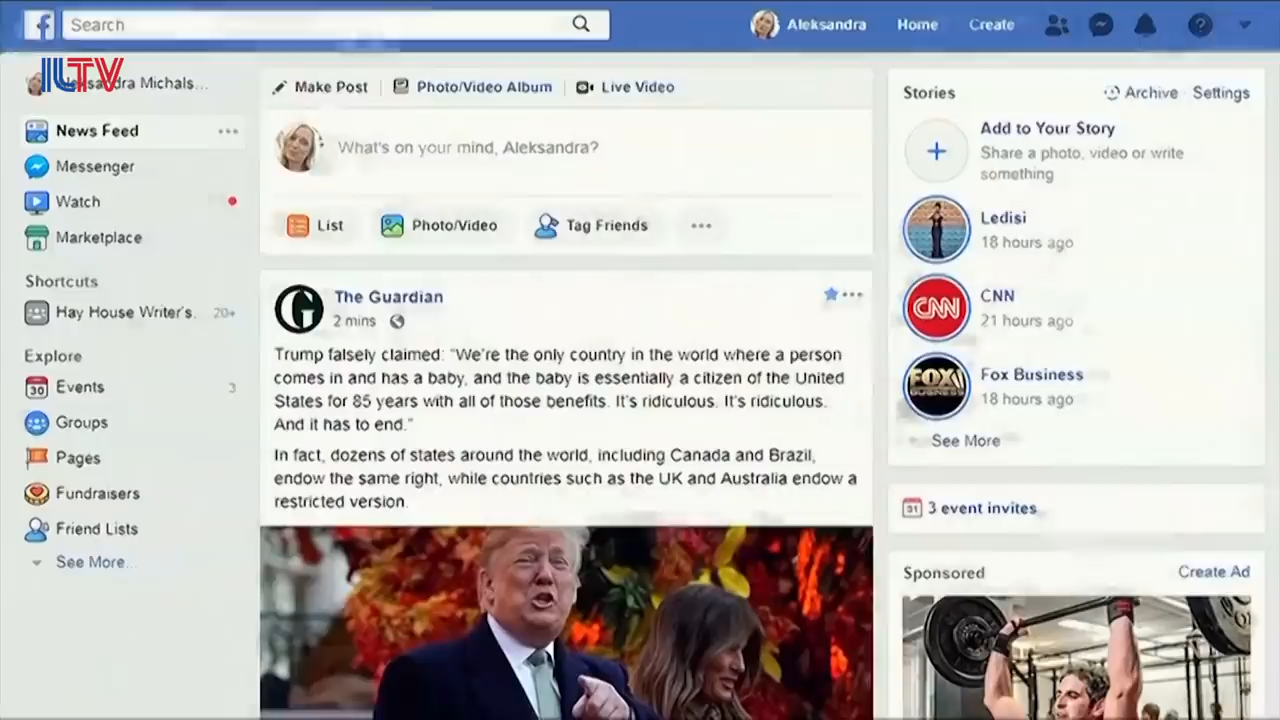 Search
Aleksandra
Home
Create
ILTV
Aleksandra Michals...
News Feed
Messenger
Watch
Marketplace
Shortcuts
Hay House Writer's.
20+
Explore
Events
3
30
Groups
Pages
Fundraisers
Friend Lists
See More...
Make Post
Photo/Video Album
Live Video
What's on your mind, Aleksandra?
List
Photo/Video
Tag Friends
The Guardian
2 mins
Trump falsely claimed: “We're the only country in the world where a person
comes in and has a baby, and the baby is essentially a citizen of the United
States for 85 years with all of those benefits. It's ridiculous. It's ridiculous.
And it has to end.”
In fact, dozens of states around the world, including Canada and Brazil,
endow the same right, while countries such as the UK and Australia endow a
restricted version.
Stories
Archive
Settings
Add to Your Story
Share a photo, video or write
something
Ledisi
18 hours ago
CNN
CNN
21 hours ago
FOX
BUSINESS
Fox Business
18 hours ago
See More
31
3 event invites
Sponsored
Create Ad